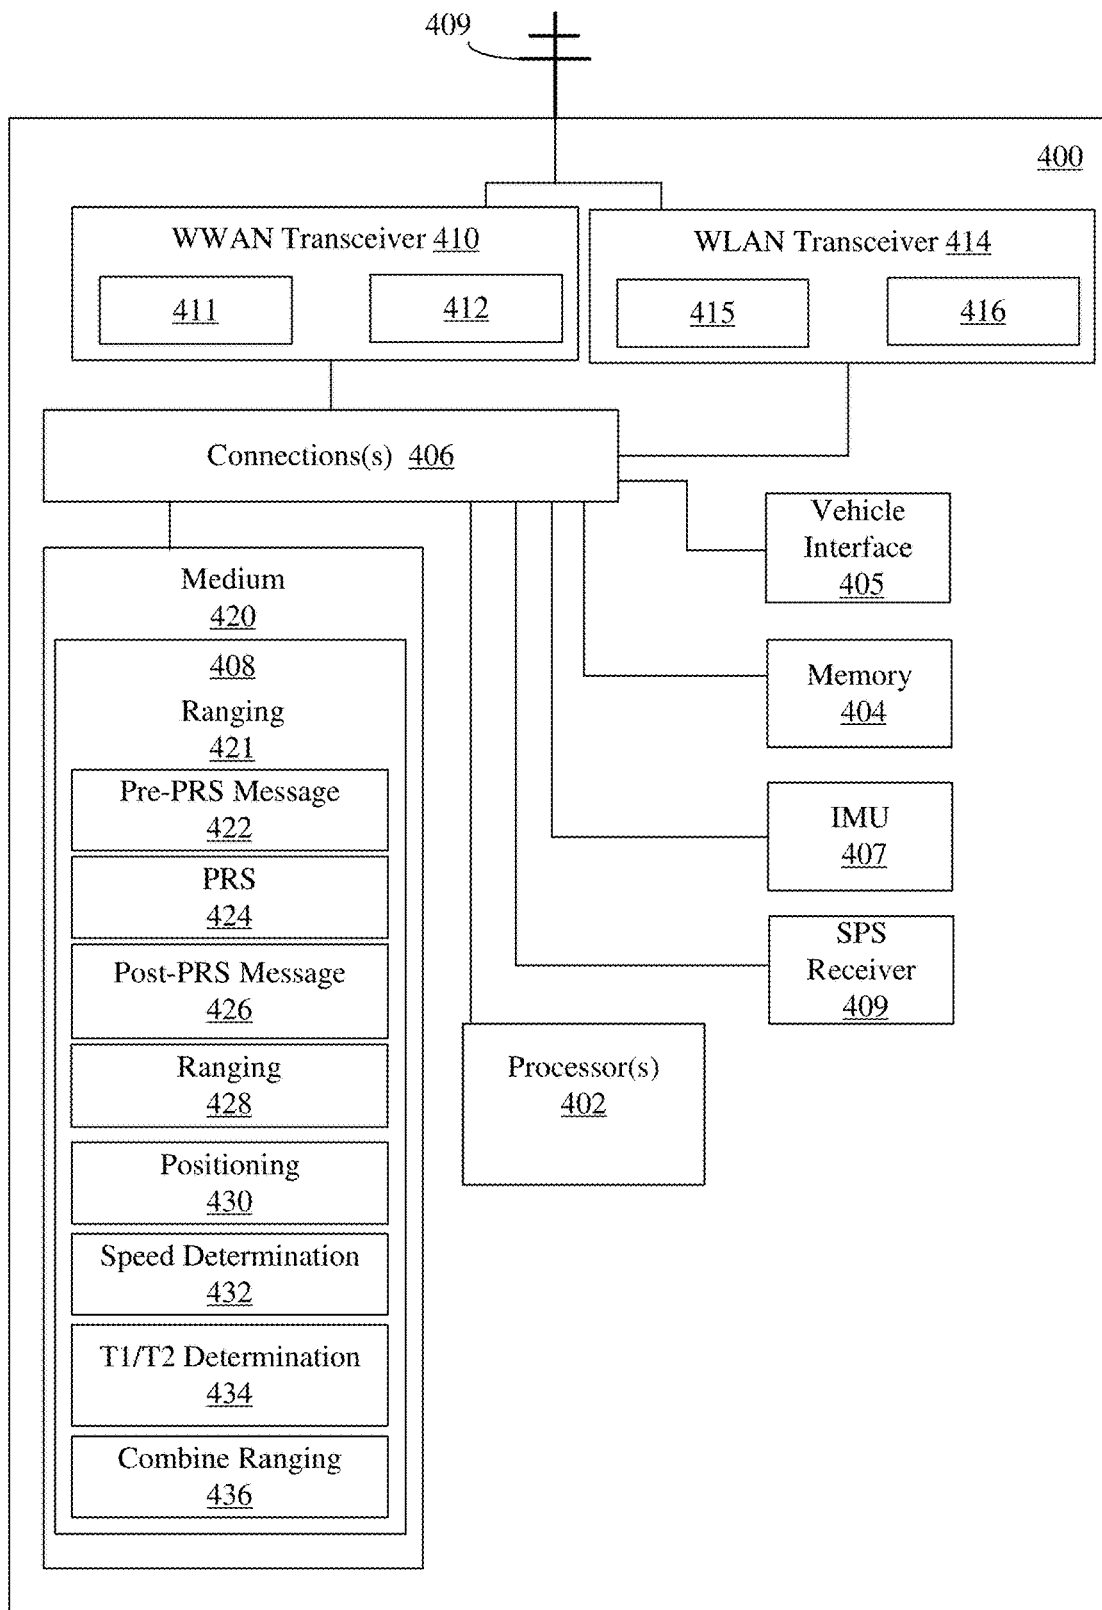 409
400
WWAN Transceiver 410
411
412
WLAN Transceiver 414
415
416
Connections(s) 406
Vehicle
Interface
405
Memory
404
IMU
407
SPS
Receiver
409
Processor(s)
402
Medium
420
408
Ranging
421
Pre-PRS Message
422
PRS
424
Post-PRS Message
426
Ranging
428
Positioning
430
Speed Determination
432
T1/T2 Determination
434
Combine Ranging
436